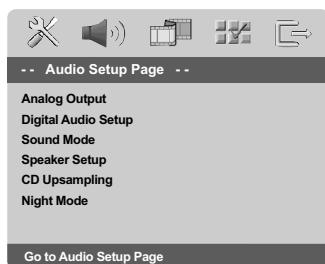 - - Audio Setup Page - -
Analog Output
Digital Audio Setup
Sound Mode
Speaker Setup
CD Upsampling
Night Mode
Go to Audio Setup Page